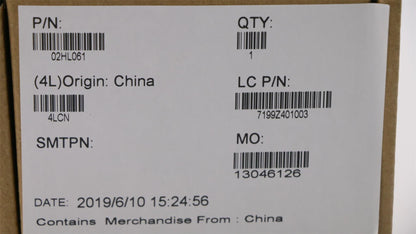 P/N:
02HL061
QTY:
1
(4L)Origin: China
4LCN
LC P/N:
7199Z401003
SMTPN:
MO:
13046126
DATE: 2019/6/10 15:24:56
Contains Merchandise From : China